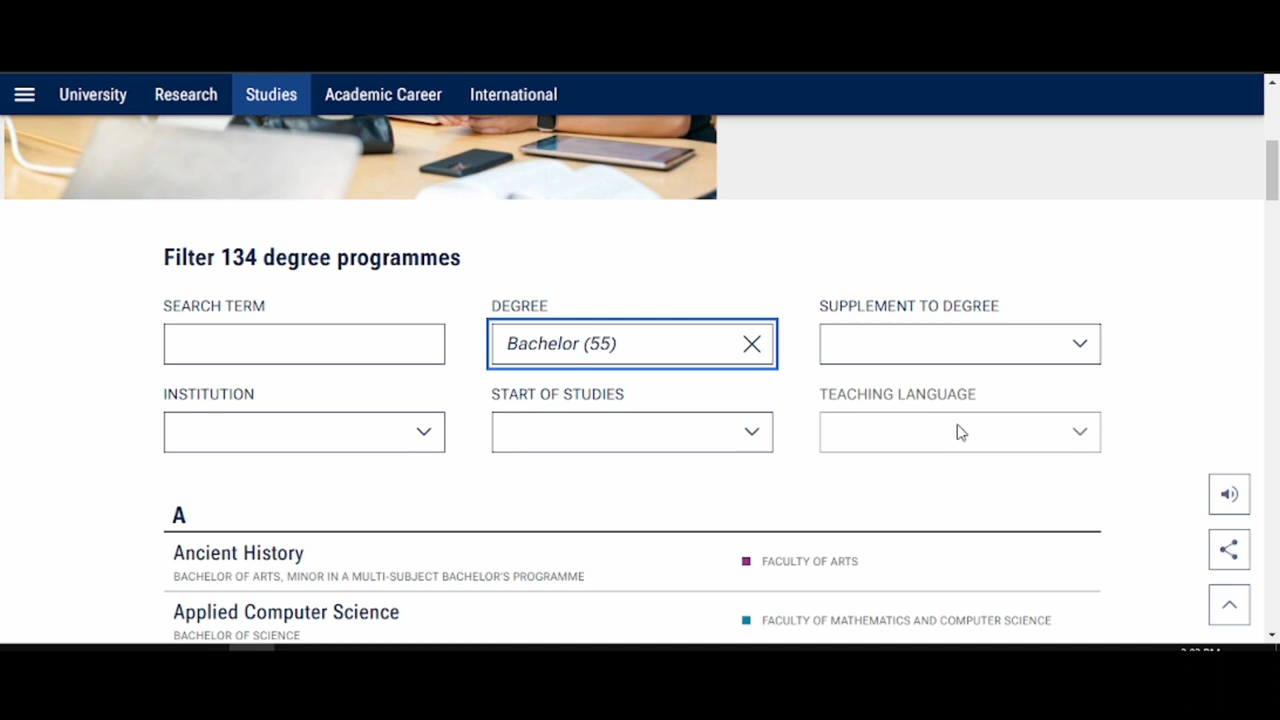 University Research Studies Academic Career International
Filter 134 degree programmes
SEARCH TERM DEGREE SUPPLEMENT TO DEGREE
Bachelor (55)
INSTITUTION START OF STUDIES TEACHING LANGUAGE
A
Ancient History
FACULTY OF ARTS
BACHELOR OF ARTS, MINOR IN A MULTI-SUBJECT BACHELOR'S PROGRAMME
Applied Computer Science
FACULTY OF MATHEMATICS AND COMPUTER SCIENCE
BACHELOR OF SCIENCE